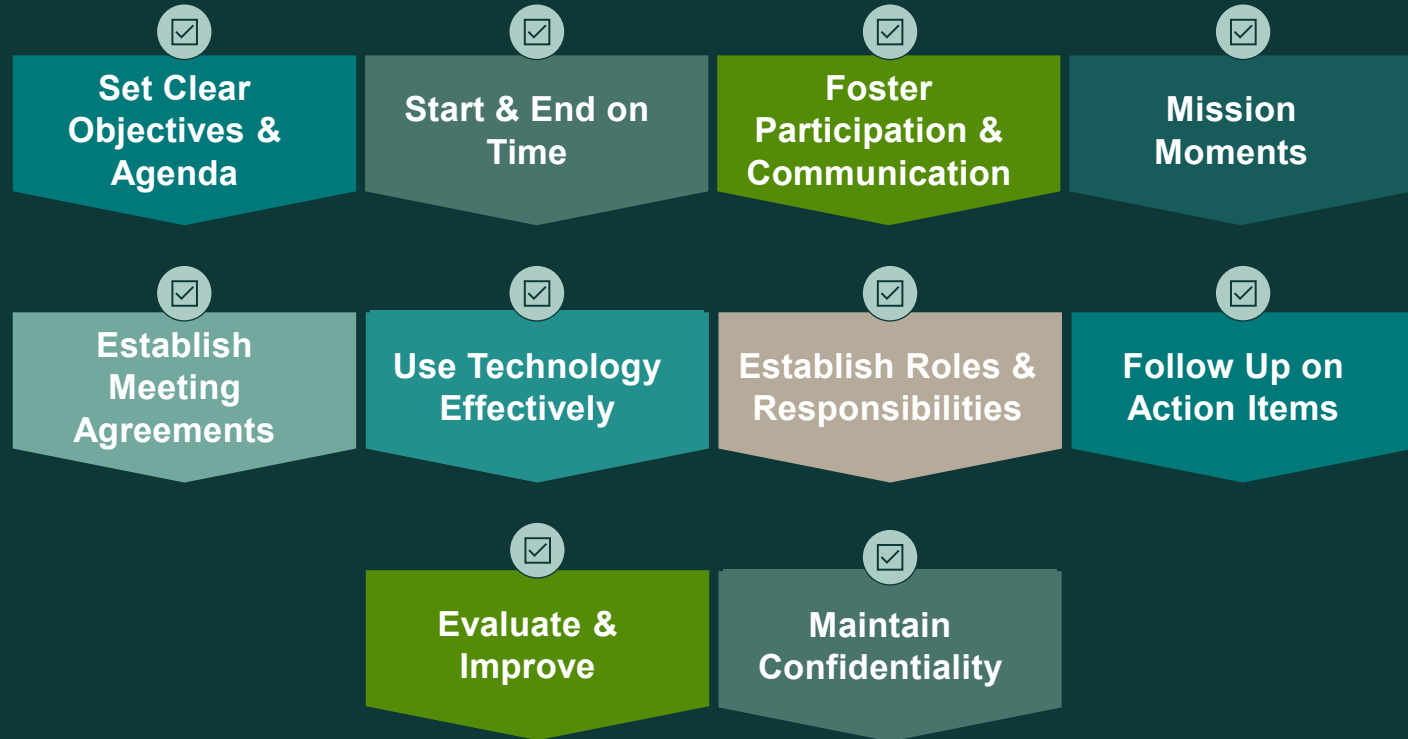 Set Clear
Objectives &
Agenda
Start & End on
Time
Foster
Participation &
Communication
Mission
Moments
Establish
Meeting
Agreements
Use Technology
Effectively
Establish Roles &
Responsibilities
Follow Up on
Action Items
Evaluate &
Improve
Maintain
Confidentiality